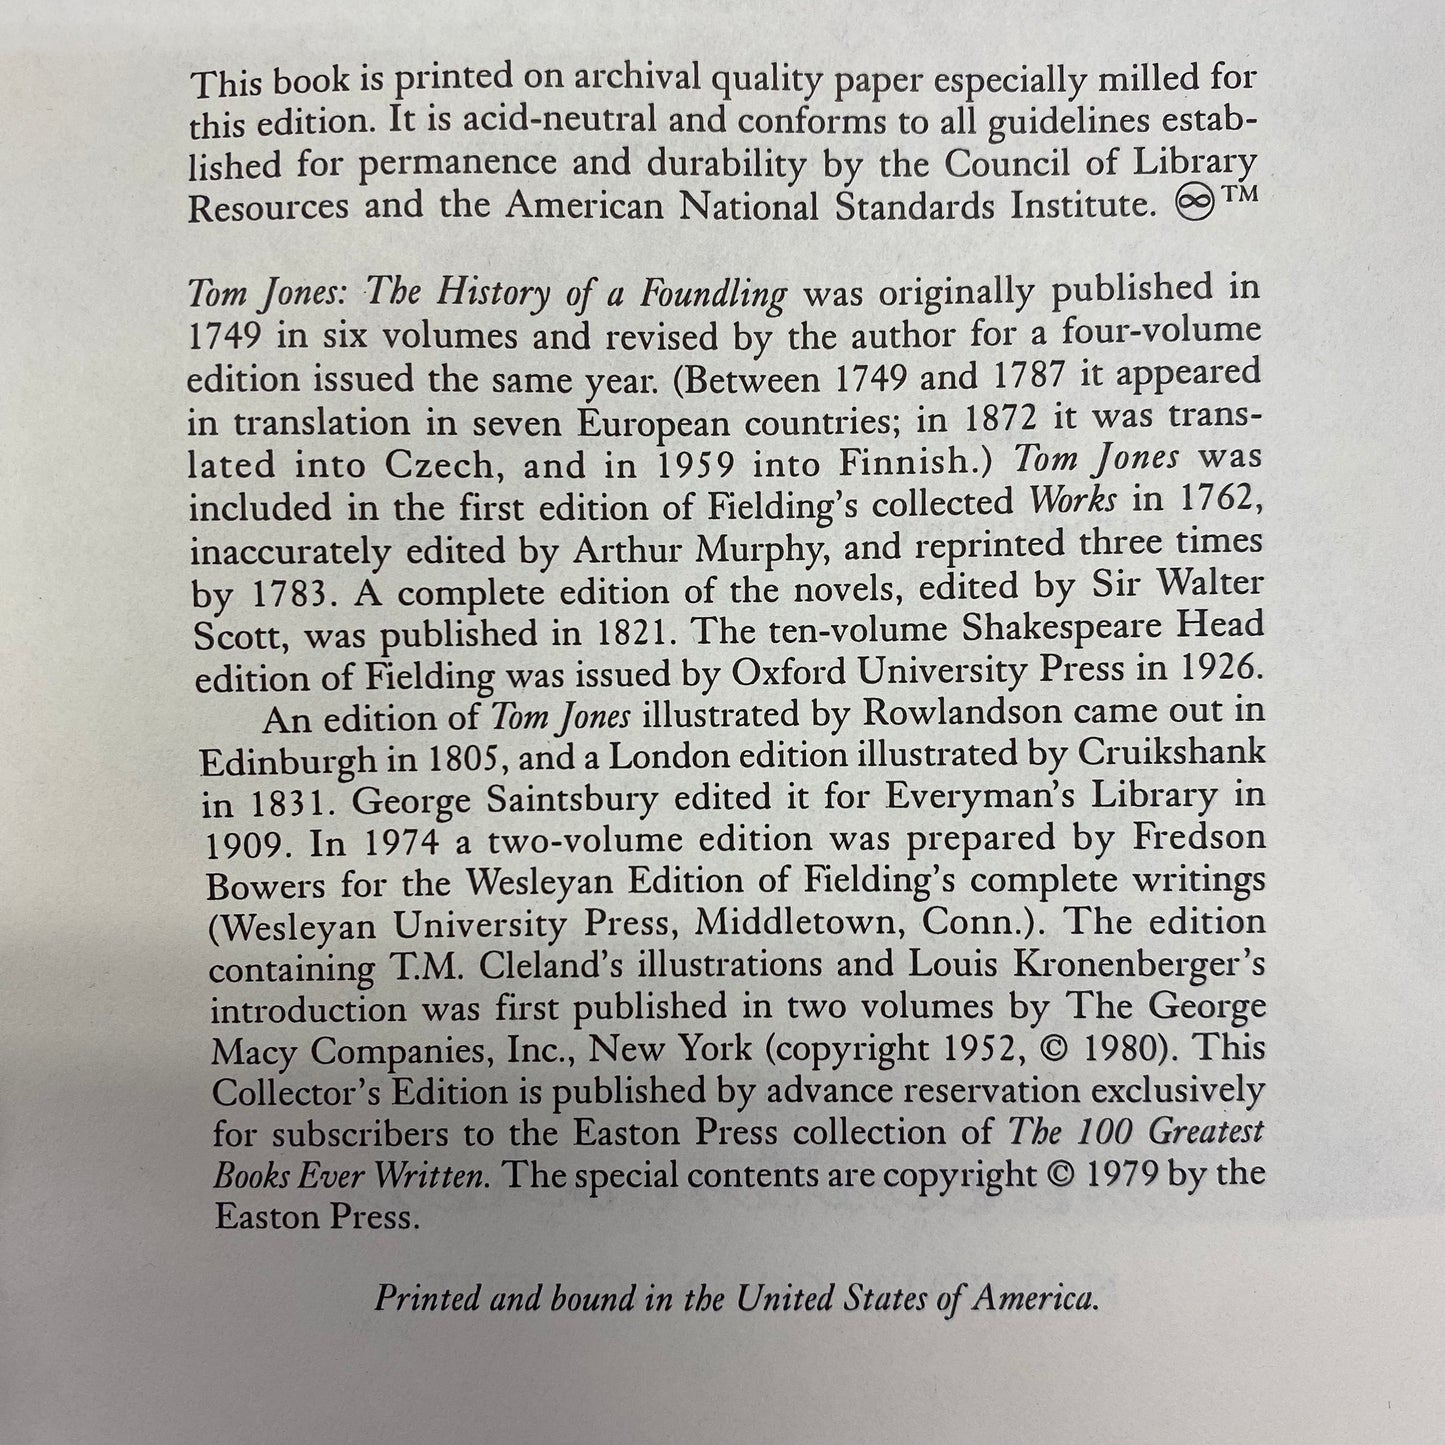 This book is printed on archival quality paper especially milled for
this edition. It is acid-neutral and conforms to all guidelines estab-
lished for permanence and durability by the Council of Library
Resources and the American National Standards Institute. ♾™
Tom Jones: The History of a Foundling was originally published in
1749 in six volumes and revised by the author for a four-volume
edition issued the same year. (Between 1749 and 1787 it appeared
in translation in seven European countries; in 1872 it was trans-
lated into Czech, and in 1959 into Finnish.) Tom Jones was
included in the first edition of Fielding's collected Works in 1762,
inaccurately edited by Arthur Murphy, and reprinted three times
by 1783. A complete edition of the novels, edited by Sir Walter
Scott, was published in 1821. The ten-volume Shakespeare Head
edition of Fielding was issued by Oxford University Press in 1926.
An edition of Tom Jones illustrated by Rowlandson came out in
Edinburgh in 1805, and a London edition illustrated by Cruikshank
in 1831. George Saintsbury edited it for Everyman's Library in
1909. In 1974 a two-volume edition was prepared by Fredson
Bowers for the Wesleyan Edition of Fielding's complete writings
(Wesleyan University Press, Middletown, Conn.). The edition
containing T.M. Cleland's illustrations and Louis Kronenberger's
introduction was first published in two volumes by The George
Macy Companies, Inc., New York (copyright 1952, © 1980). This
Collector's Edition is published by advance reservation exclusively
for subscribers to the Easton Press collection of The 100 Greatest
Books Ever Written. The special contents are copyright © 1979 by the
Easton Press.
Printed and bound in the United States of America.